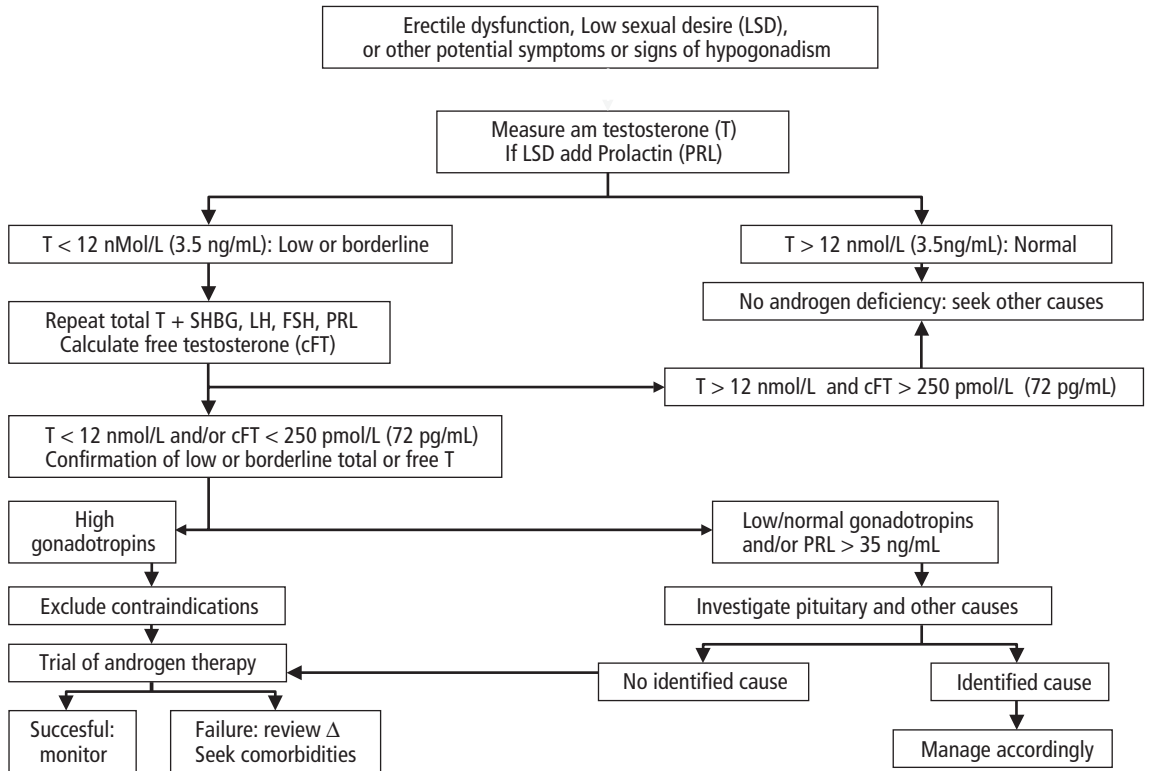 Erectile dysfunction, Low sexual desire (LSD),
or other potential symptoms or signs of hypogonadism
Measure am testosterone (T)
If LSD add Prolactin (PRL)
T < 12 nMol/L (3.5 ng/mL): Low or borderline
T > 12 nmol/L (3.5ng/mL): Normal
No androgen deficiency: seek other causes
Repeat total T + SHBG, LH, FSH, PRL
Calculate free testosterone (cFT)
T > 12 nmol/L and cFT > 250 pmol/L (72 pg/mL)
T < 12 nmol/L and/or cFT < 250 pmol/L (72 pg/mL)
Confirmation of low or borderline total or free T
High
gonadotropins
Low/normal gonadotropins
and/or PRL > 35 ng/mL
Exclude contraindications
Investigate pituitary and other causes
Trial of androgen therapy
No identified cause
Identified cause
Succesful:
monitor
Failure: review Δ
Seek comorbidities
Manage accordingly